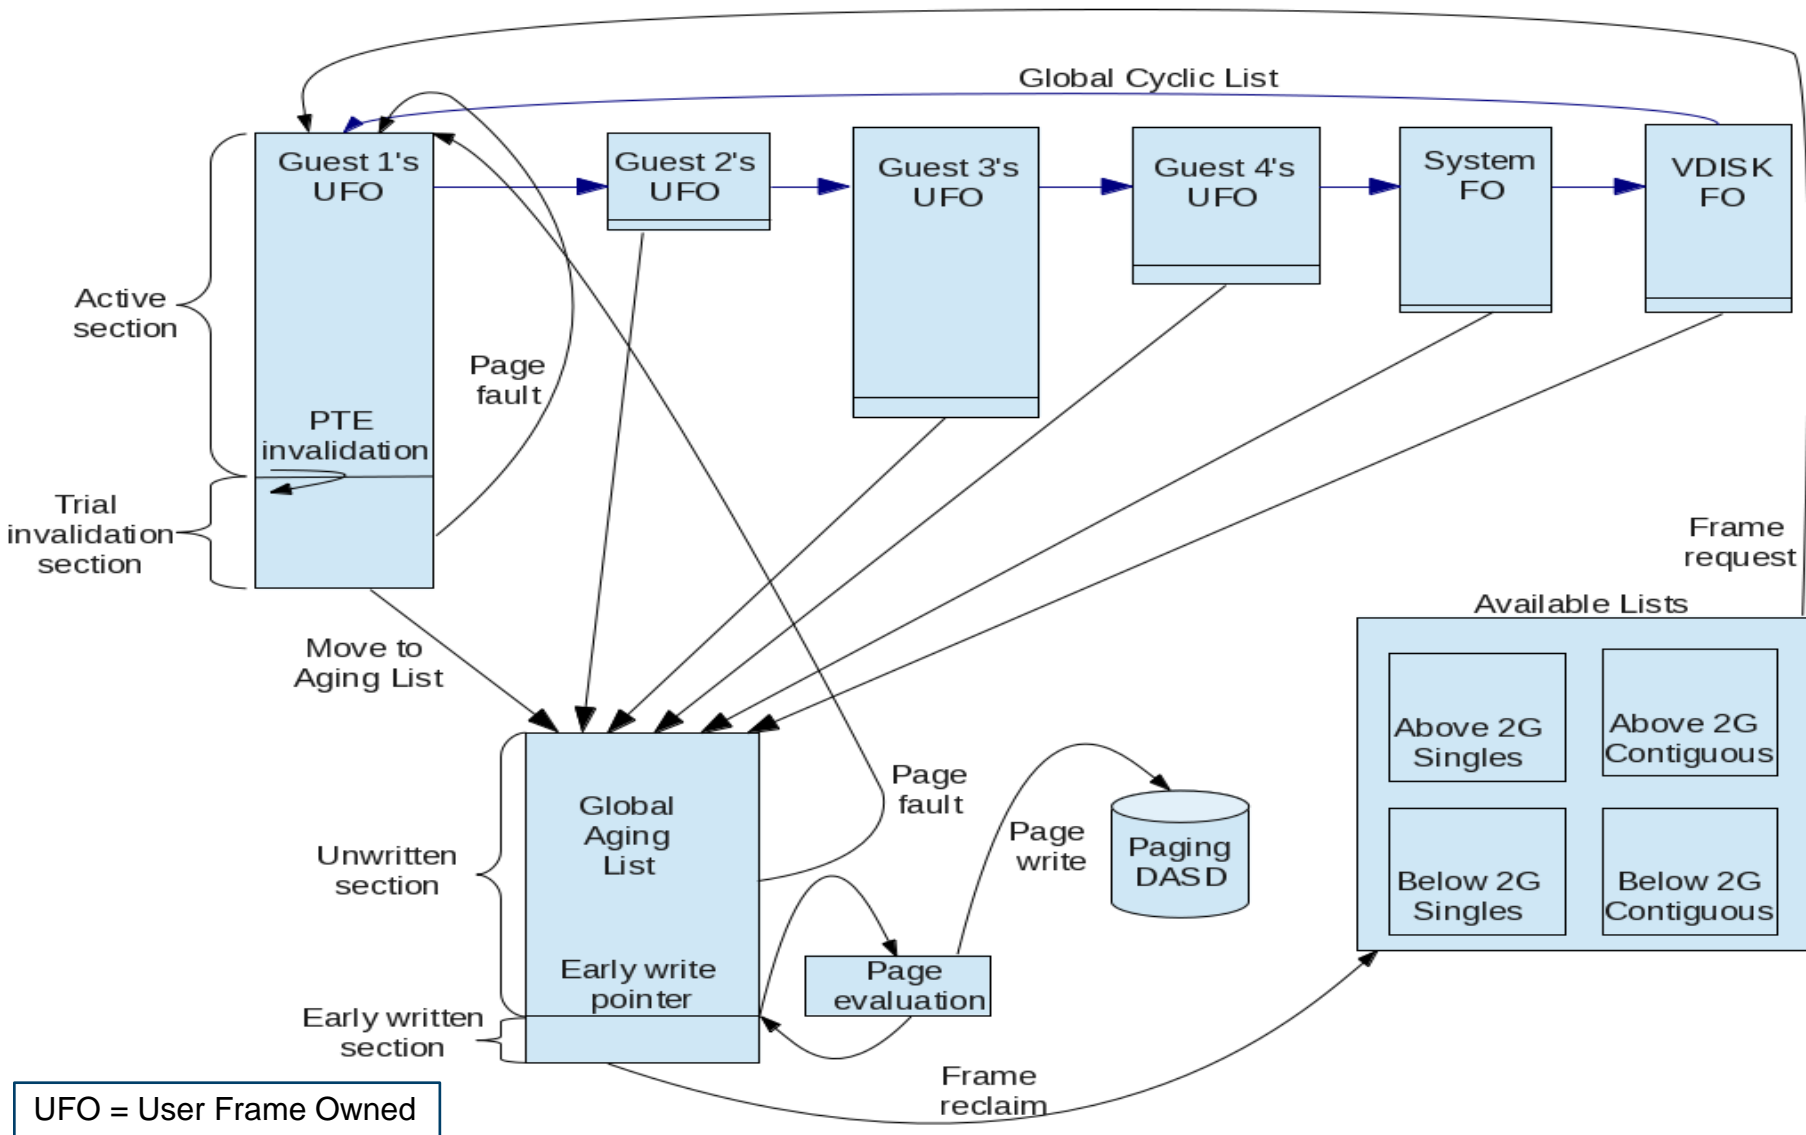 Global Cyclic List
Guest 1's
UFO
Guest 2's
UFO
Guest 3's
UFO
Guest 4's
UFO
System
FO
VDISK
FO
Active
section
Page
fault
PTE
invalidation
Trial
invalidation
section
Frame
request
Available Lists
Move to
Aging List
Above 2G
Singles
Above 2G
Contiguous
Global
Aging
List
Page
fault
Page
write
Paging
DASD
Unwritten
section
Below 2G
Singles
Below 2G
Contiguous
Early write
pointer
Page
evaluation
Early written
section
Frame
reclaim
UFO = User Frame Owned